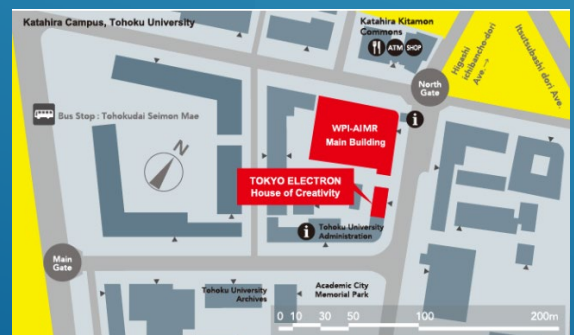 Katahira Campus, Tohoku University
Katahira Kitamon
Commons
ATM SHOP
Higashi
ichibancho-dori
Ave.→
Itsutsubashi dori Ave.
North
Gate
Bus Stop : Tohokudai Seimon Mae
N
i
WPI-AIMR
Main Building
TOKYO ELECTRON
House of Creativity
i
Tohoku University
Administration
Main
Gate
Tohoku University
Archives
Academic City
Memorial Park
0 10 30 50 100 200m